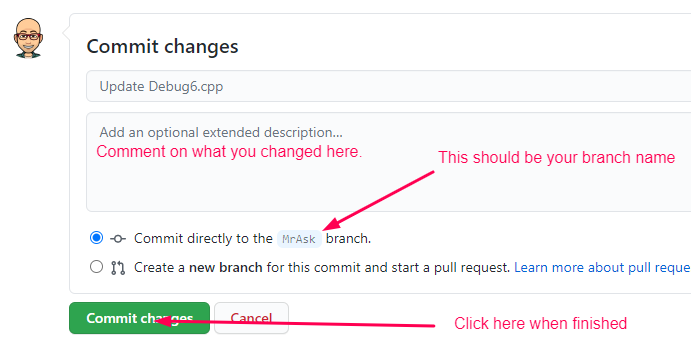 Commit changes
Update Debug6.cpp
Add an optional extended description...
Comment on what you changed here.
This should be your branch name
Commit directly to the MrAsk branch.
Create a new branch for this commit and start a pull request. Learn more about pull reque
Commit changes Cancel
Click here when finished